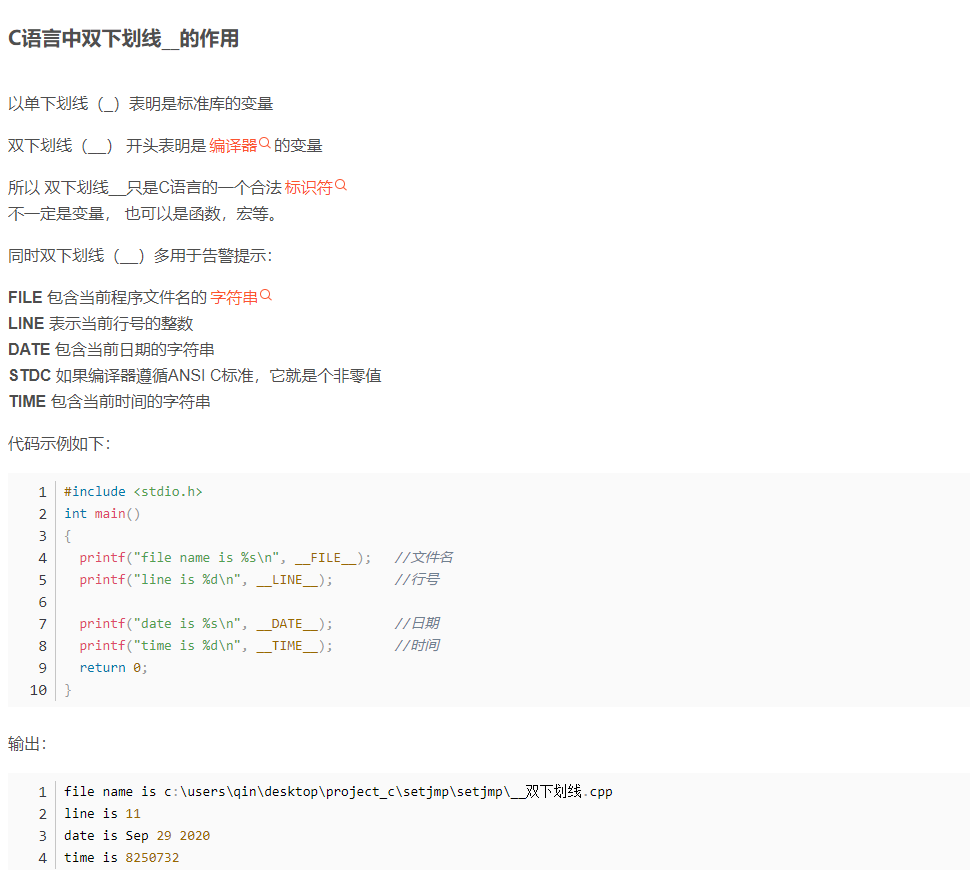 C语言中双下划线__的作用
以单下划线（_）表明是标准库的变量
双下划线（__） 开头表明是编译器的变量
所以 双下划线__只是C语言的一个合法标识符
不一定是变量， 也可以是函数，宏等。
同时双下划线（__）多用于告警提示：
FILE 包含当前程序文件名的字符串
LINE 表示当前行号的整数
DATE 包含当前日期的字符串
STDC 如果编译器遵循ANSI C标准，它就是个非零值
TIME 包含当前时间的字符串
代码示例如下：
1 #include <stdio.h>
2 int main()
3 {
4   printf("file name is %s\n", __FILE__);   //文件名
5   printf("line is %d\n", __LINE__);        //行号
6
7   printf("date is %s\n", __DATE__);        //日期
8   printf("time is %d\n", __TIME__);        //时间
9   return 0;
10 }
输出：
1 file name is c:\users\qin\desktop\project_c\setjmp\setjmp\__双下划线.cpp
2 line is 11
3 date is Sep 29 2020
4 time is 8250732